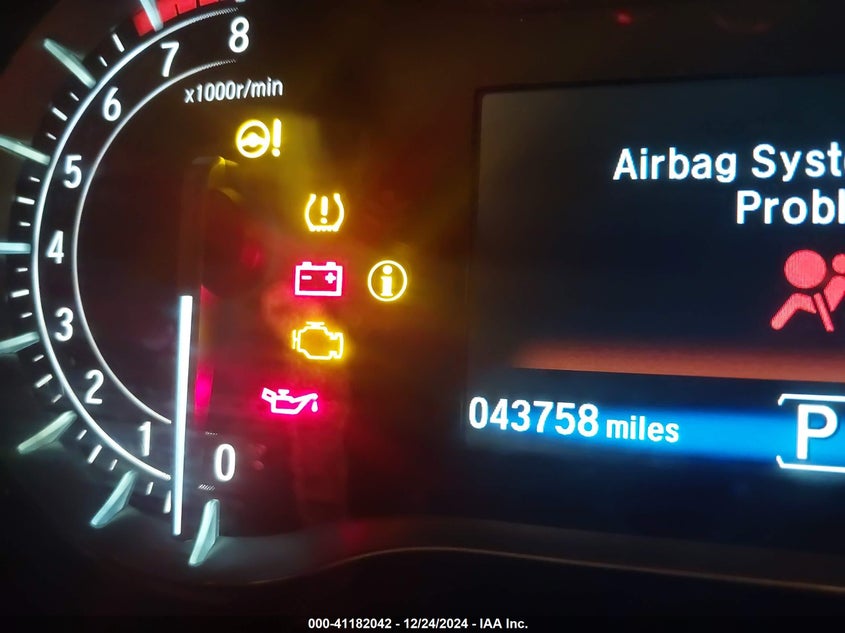 8
7
x1000r/min
6
5
4
3
2
1
0
Airbag Syst
Probl
043758 miles
P
000-41182042 - 12/24/2024 - IAA Inc.